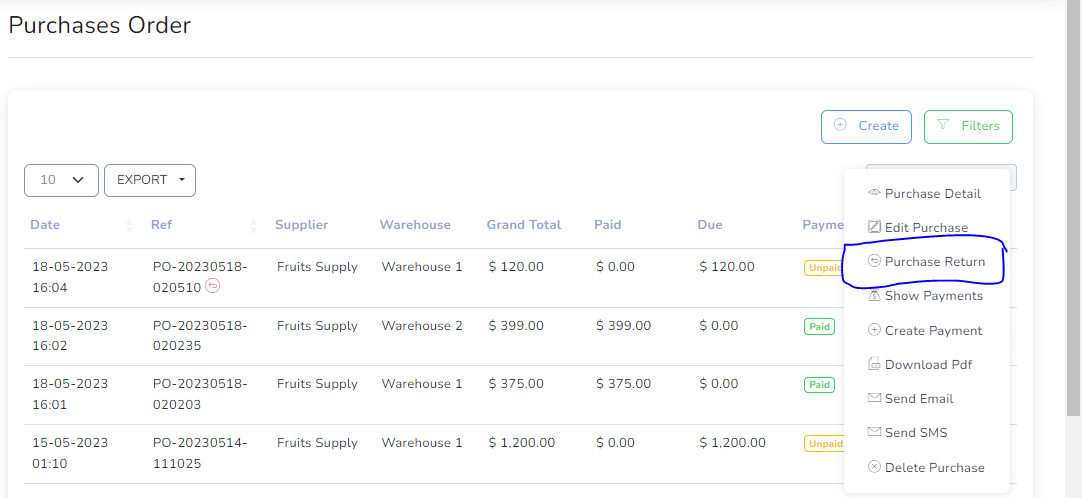 Purchases Order
Create Filters
10 EXPORT
Date Ref Supplier Warehouse Grand Total Paid Due Payme
18-05-2023 PO-20230518- Fruits Supply Warehouse 1 $ 120.00 $ 0.00 $ 120.00 Unpaid
16:04 020510
18-05-2023 PO-20230518- Fruits Supply Warehouse 2 $ 399.00 $ 399.00 $ 0.00 Paid
16:02 020235
18-05-2023 PO-20230518- Fruits Supply Warehouse 1 $ 375.00 $ 375.00 $ 0.00 Paid
16:01 020203
15-05-2023 PO-20230514- Fruits Supply Warehouse 1 $ 1,200.00 $ 0.00 $ 1,200.00 Unpaid
01:10 111025
Purchase Detail
Edit Purchase
Purchase Return
Show Payments
Create Payment
Download Pdf
Send Email
Send SMS
Delete Purchase